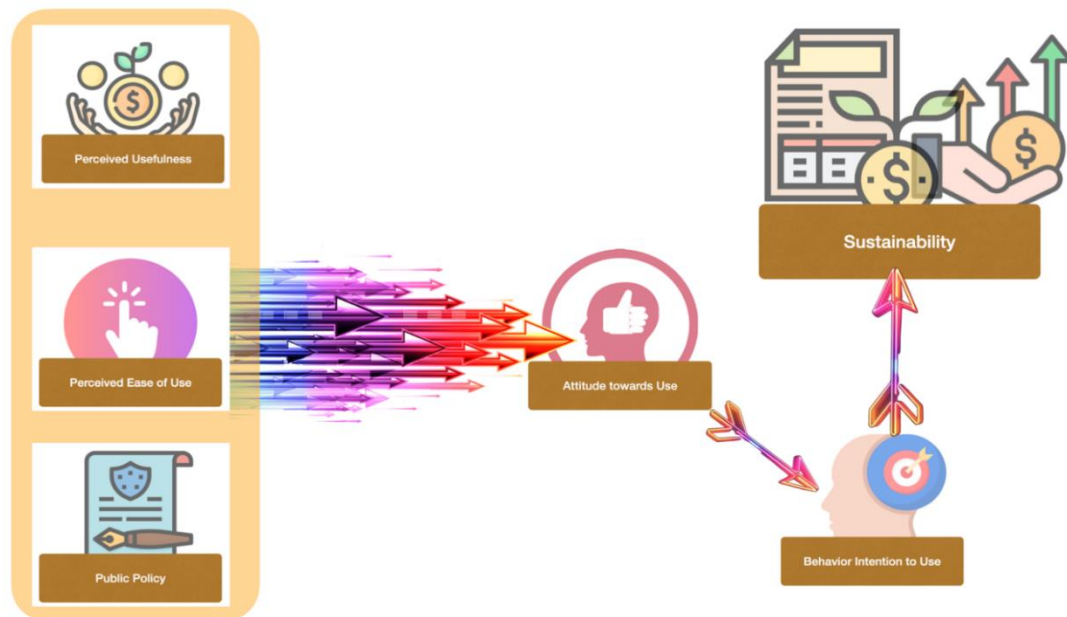 Perceived Usefulness
Perceived Ease of Use
Public Policy
Attitude towards Use
Behavior Intention to Use
Sustainability
$
$
$